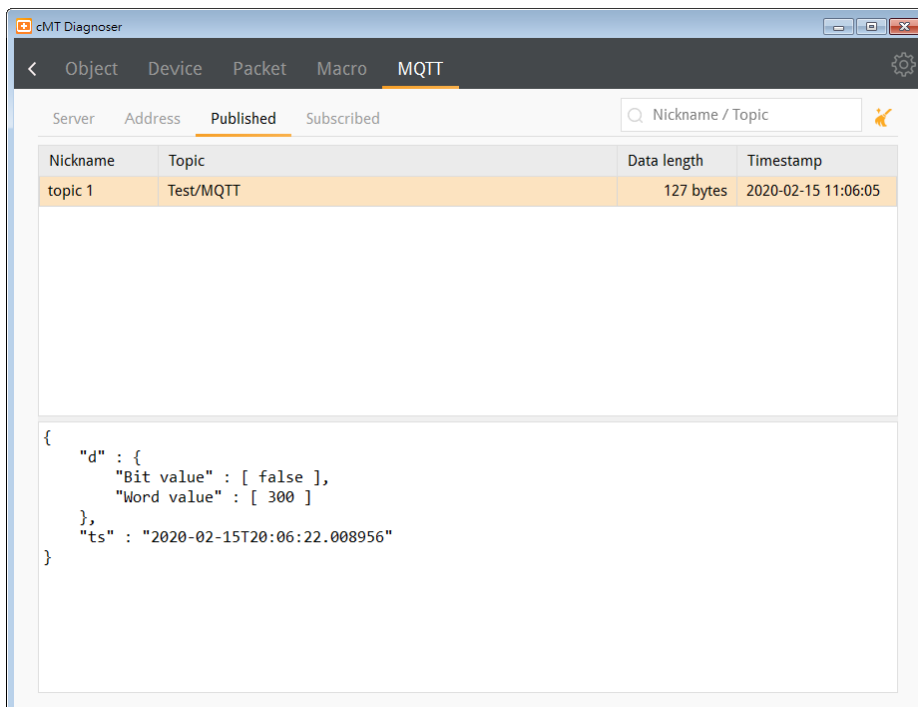 cMT Diagnoser
Object Device Packet Macro MQTT
Server Address Published Subscribed Nickname / Topic
Nickname Topic Data length Timestamp
topic 1 Test/MQTT 127 bytes 2020-02-15 11:06:05
{
"d" : {
"Bit value" : [ false ],
"Word value" : [ 300 ]
},
"ts" : "2020-02-15T20:06:22.008956"
}